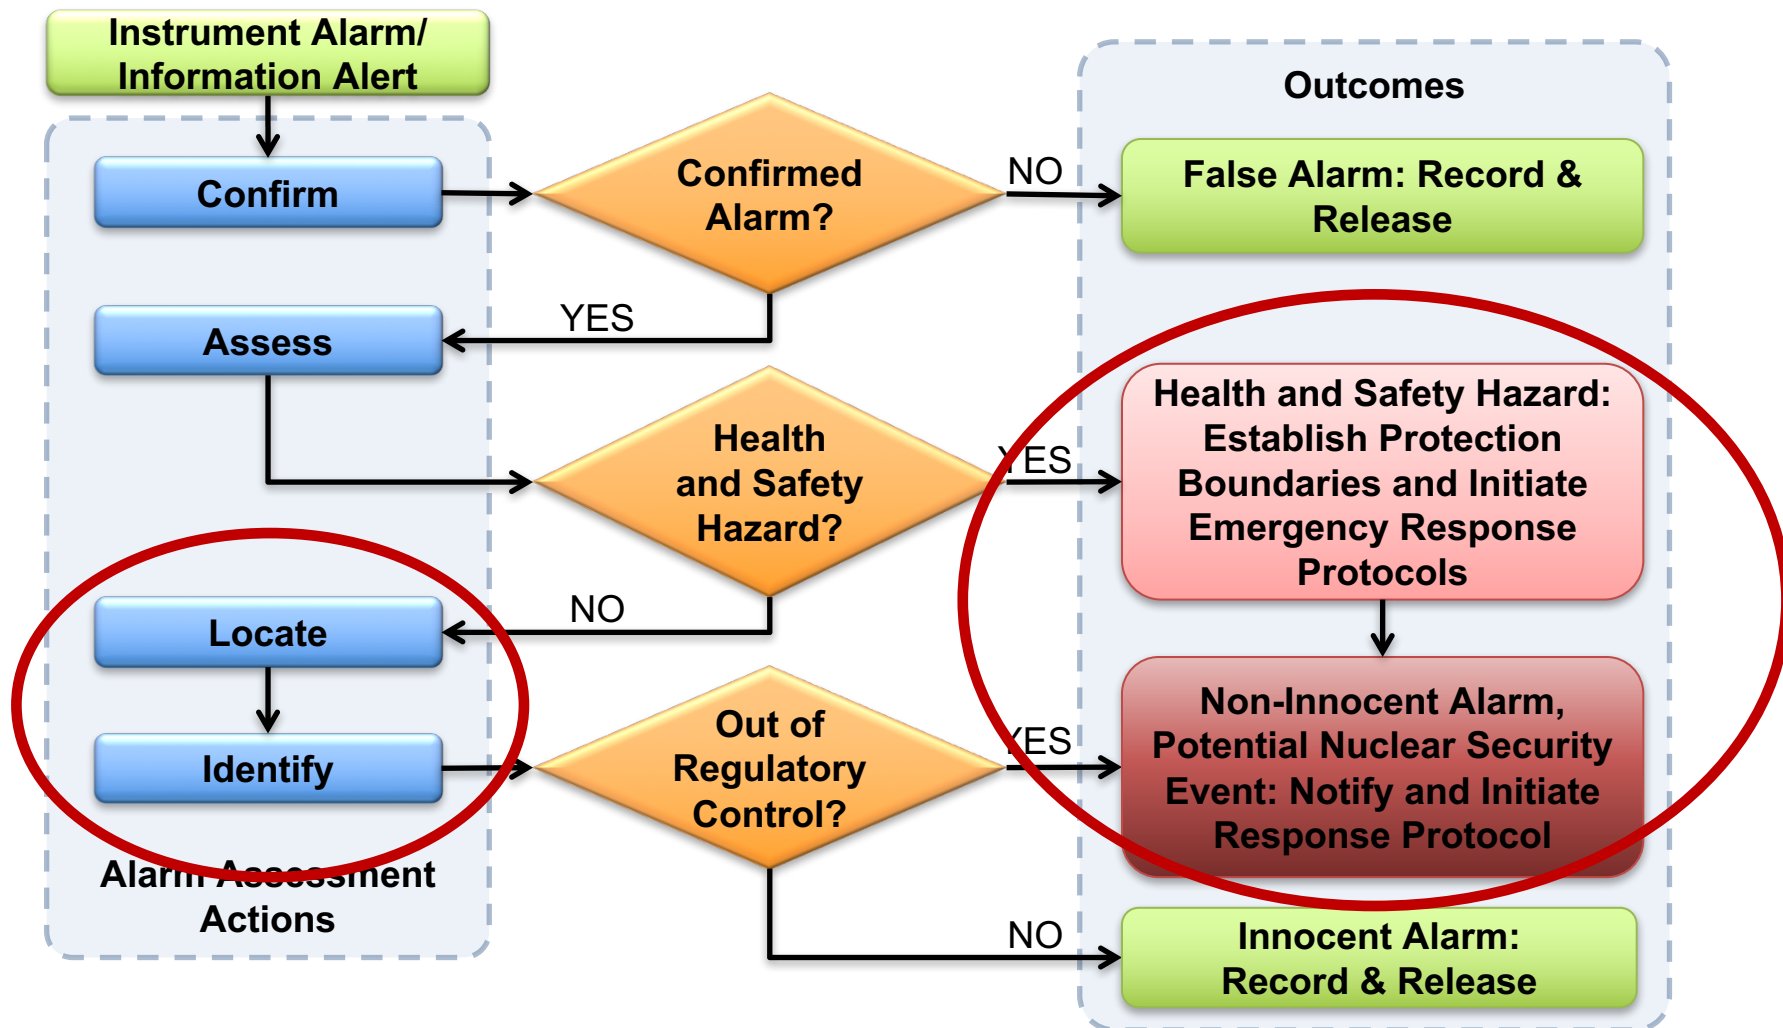 Instrument Alarm/
Information Alert
Confirm
Confirmed
Alarm?
NO
Outcomes
False Alarm: Record &
Release
YES
Assess
Health
and Safety
Hazard?
YES
Health and Safety Hazard:
Establish Protection
Boundaries and Initiate
Emergency Response
Protocols
NO
Locate
Identify
Out of
Regulatory
Control?
YES
Non-Innocent Alarm,
Potential Nuclear Security
Event: Notify and Initiate
Response Protocol
Alarm Assessment
Actions
NO
Innocent Alarm:
Record & Release